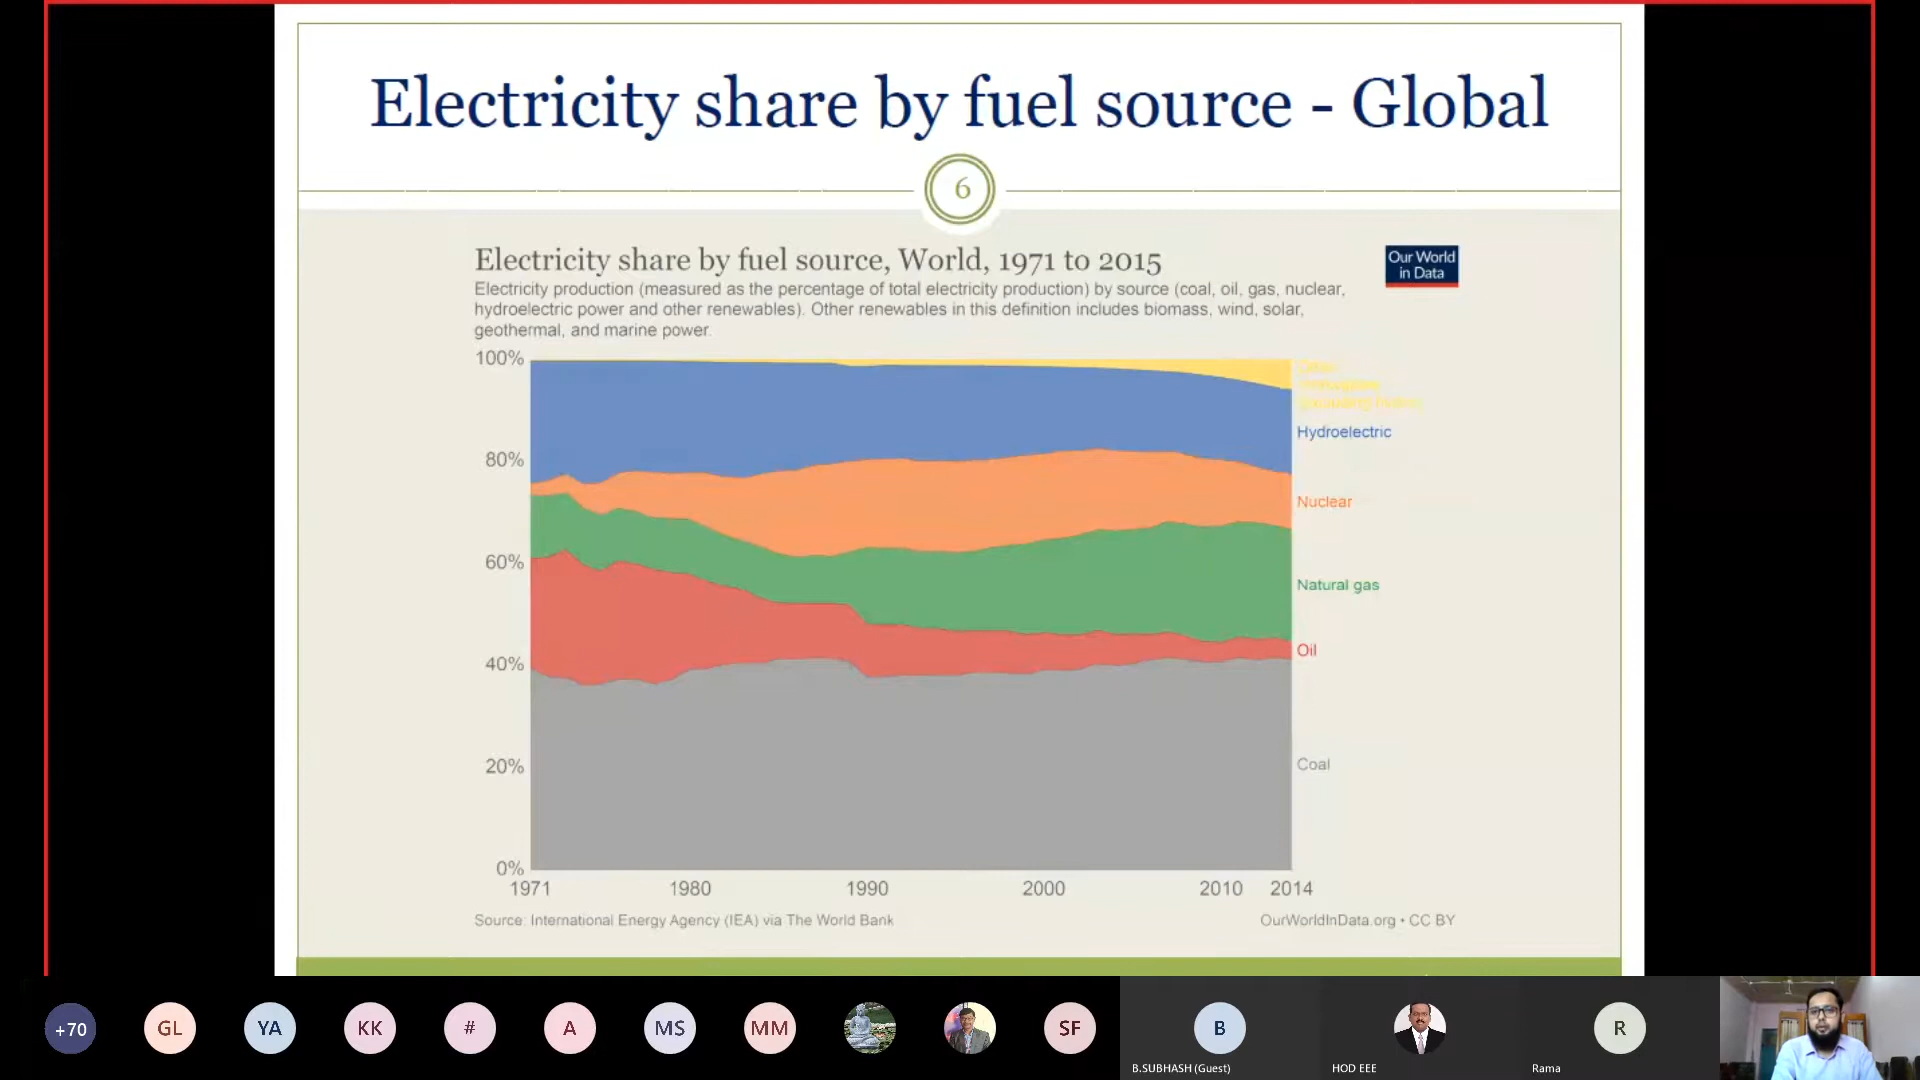 Electricity share by fuel source - Global
6
Electricity share by fuel source, World, 1971 to 2015
Our World
in Data
Electricity production (measured as the percentage of total electricity production) by source (coal, oil, gas, nuclear,
hydroelectric power and other renewables). Other renewables in this definition includes biomass, wind, solar,
geothermal, and marine power.
100%
80%
60%
40%
20%
0%
Hydroelectric
Nuclear
Natural gas
Oil
Coal
1971
1980
1990
2000
2010
2014
Source: International Energy Agency (IEA) via The World Bank
OurWorldInData.org • CC BY
+70
GL
YA
KK
#
A
MS
MM
SF
B
B.SUBHASH (Guest)
HOD EEE
R
Rama